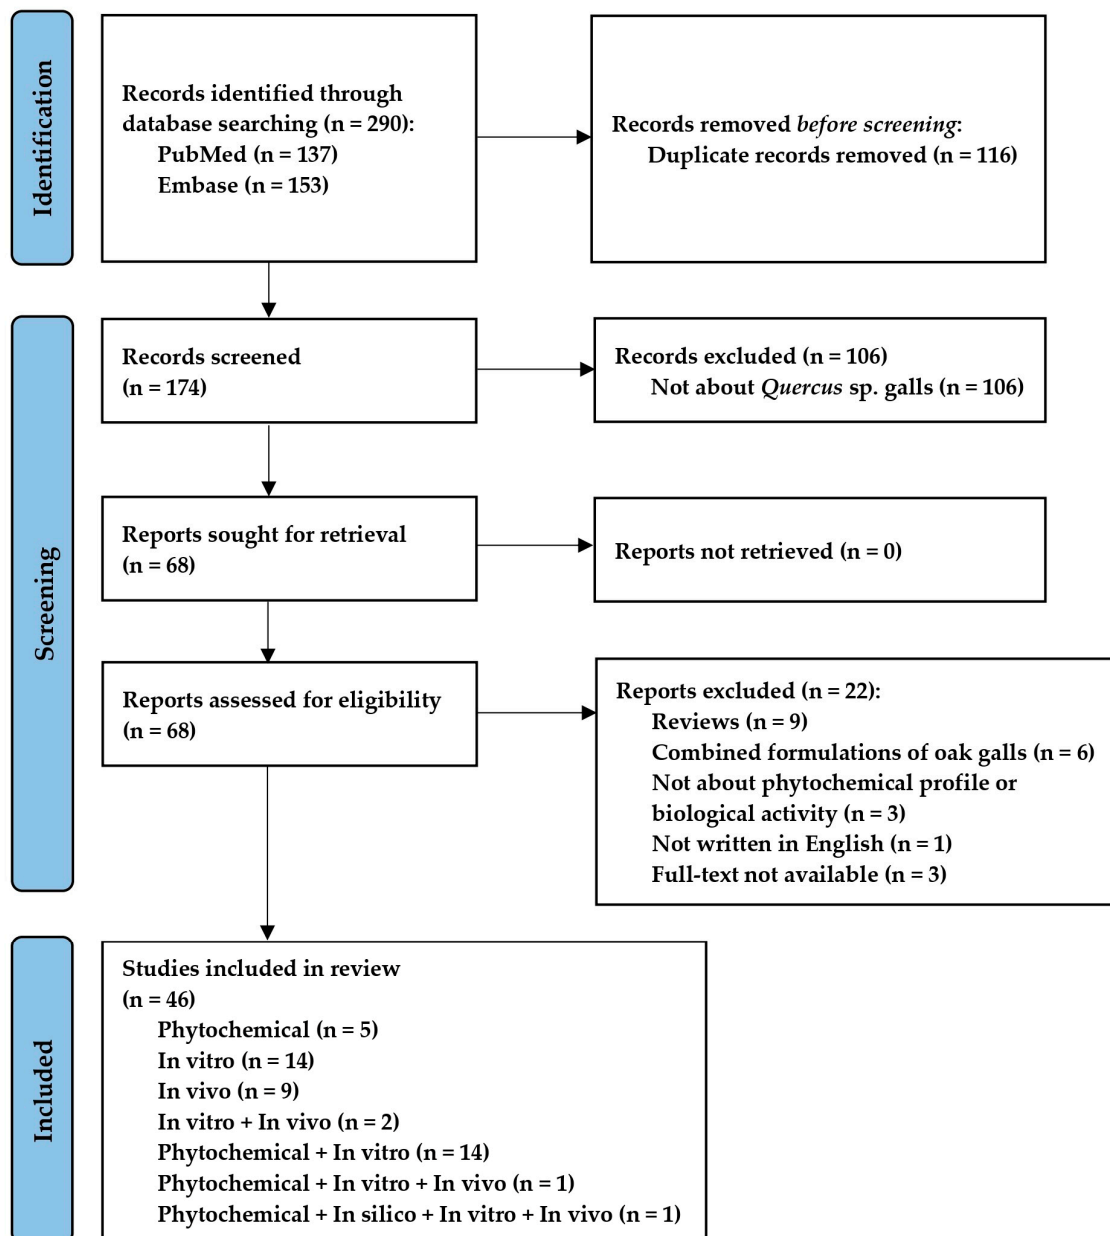 Identification
Records identified through
database searching (n = 290):
PubMed (n = 137)
Embase (n = 153)
Records removed before screening:
Duplicate records removed (n = 116)
Screening
Records screened
(n = 174)
Records excluded (n = 106)
Not about Quercus sp. galls (n = 106)
Reports sought for retrieval
(n = 68)
Reports not retrieved (n = 0)
Reports assessed for eligibility
(n = 68)
Reports excluded (n = 22):
Reviews (n = 9)
Combined formulations of oak galls (n = 6)
Not about phytochemical profile or
biological activity (n = 3)
Not written in English (n = 1)
Full-text not available (n = 3)
Included
Studies included in review
(n = 46)
Phytochemical (n = 5)
In vitro (n = 14)
In vivo (n = 9)
In vitro + In vivo (n = 2)
Phytochemical + In vitro (n = 14)
Phytochemical + In vitro + In vivo (n = 1)
Phytochemical + In silico + In vitro + In vivo (n = 1)